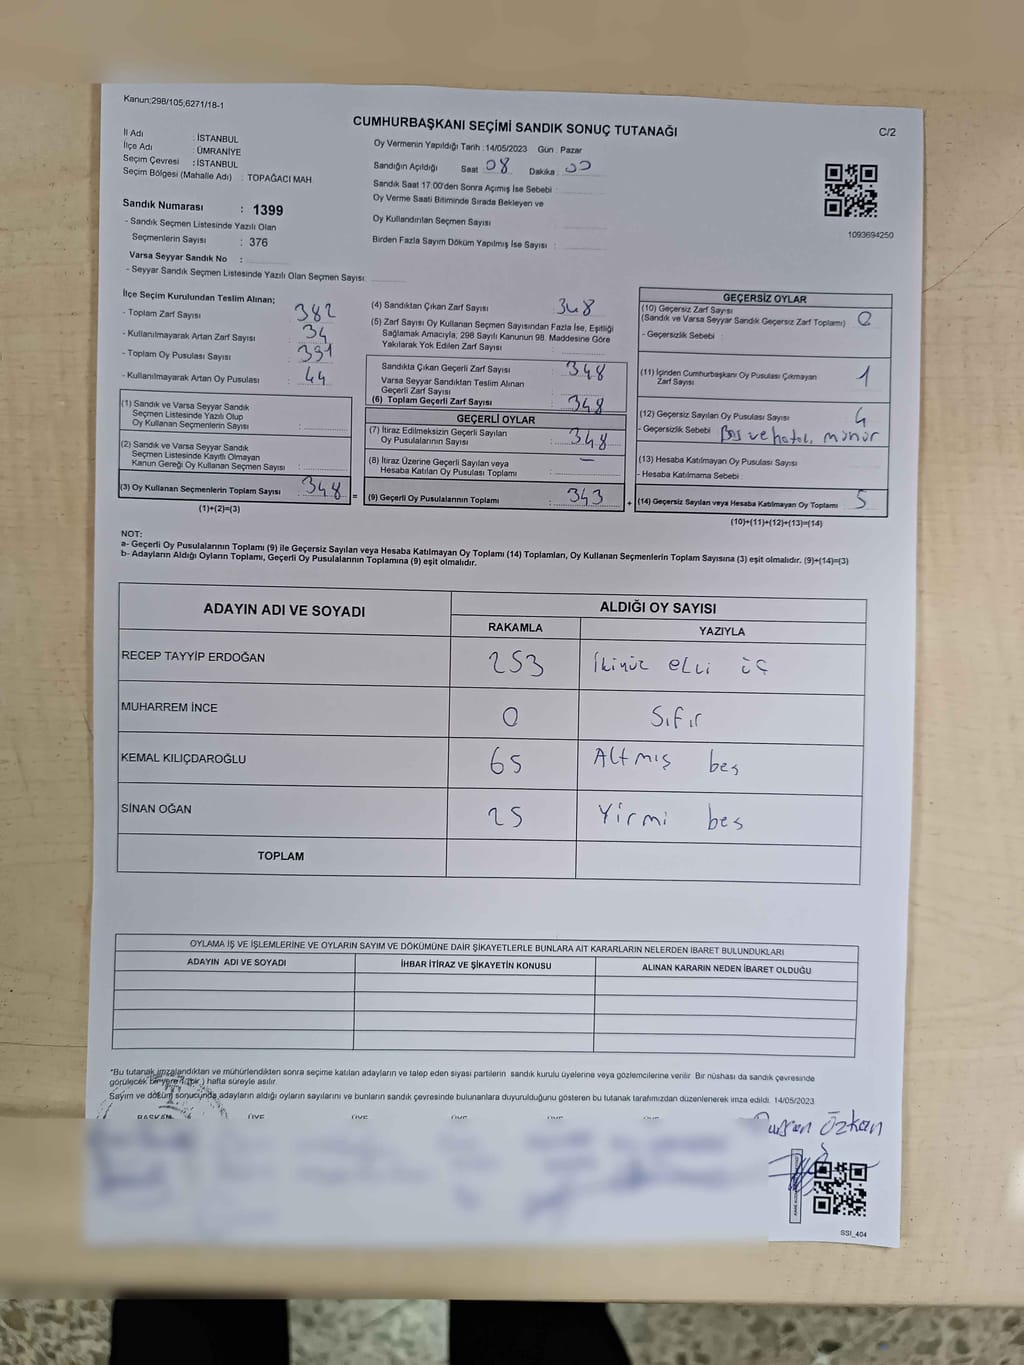 Kanun;298/105,6271/18-1
CUMHURBAŞKANI SEÇİMİ SANDIK SONUÇ TUTANAĞI
C/2
İl Adı : İSTANBUL
İlçe Adı : ÜMRANİYE
Seçim Çevresi : İSTANBUL
Seçim Bölgesi (Mahalle Adı) : TOPAĞACI MAH.
Oy Vermenin Yapıldığı Tarih : 14/05/2023 Gün : Pazar
Sandığın Açıldığı Saat 08 Dakika 00
Sandık Saat 17:00'den Sonra Açılmış İse Sebebi :
Oy Verme Saati Bitiminde Sırada Bekleyen ve
Oy Kullandırılan Seçmen Sayısı
Birden Fazla Sayım Döküm Yapılmış İse Sayısı :
1093694250
Sandık Numarası : 1399
- Sandık Seçmen Listesinde Yazılı Olan
Seçmenlerin Sayısı : 376
Varsa Seyyar Sandık No :
- Seyyar Sandık Seçmen Listesinde Yazılı Olan Seçmen Sayısı:
İlçe Seçim Kurulundan Teslim Alınan;
- Toplam Zarf Sayısı : 382
- Kullanılmayarak Artan Zarf Sayısı : 34
- Toplam Oy Pusulası Sayısı : 391
- Kullanılmayarak Artan Oy Pusulası : 44
(1) Sandık ve Varsa Seyyar Sandık
Seçmen Listesinde Yazılı Olup
Oy Kullanan Seçmenlerin Sayısı :
(2) Sandık ve Varsa Seyyar Sandık
Seçmen Listesinde Kayıtlı Olmayan
Kanun Gereği Oy Kullanan Seçmen Sayısı :
(3) Oy Kullanan Seçmenlerin Toplam Sayısı : 348
(1)+(2)=(3)
=
(4) Sandıktan Çıkan Zarf Sayısı : 348
(5) Zarf Sayısı Oy Kullanan Seçmen Sayısından Fazla İse, Eşitliği
Sağlamak Amacıyla, 298 Sayılı Kanunun 98. Maddesine Göre
Yakılarak Yok Edilen Zarf Sayısı :
Sandıkta Çıkan Geçerli Zarf Sayısı : 348
Varsa Seyyar Sandıktan Teslim Alınan
Geçerli Zarf Sayısı :
(6) Toplam Geçerli Zarf Sayısı : 348
GEÇERLİ OYLAR
(7) İtiraz Edilmeksizin Geçerli Sayılan
Oy Pusulalarının Sayısı : 348
(8) İtiraz Üzerine Geçerli Sayılan veya
Hesaba Katılan Oy Pusulası Toplamı : —
(9) Geçerli Oy Pusulalarının Toplamı : 343
+
GEÇERSİZ OYLAR
(10) Geçersiz Zarf Sayısı
(Sandık ve Varsa Seyyar Sandık Geçersiz Zarf Toplamı) : 0
- Geçersizlik Sebebi :
(11) İçinden Cumhurbaşkanı Oy Pusulası Çıkmayan
Zarf Sayısı : 1
(12) Geçersiz Sayılan Oy Pusulası Sayısı : 4
- Geçersizlik Sebebi : Boş ve hatalı mühür
(13) Hesaba Katılmayan Oy Pusulası Sayısı :
- Hesaba Katılmama Sebebi :
(14) Geçersiz Sayılan veya Hesaba Katılmayan Oy Toplamı : 5
(10)+(11)+(12)+(13)=(14)
NOT:
a- Geçerli Oy Pusulalarının Toplamı (9) ile Geçersiz Sayılan veya Hesaba Katılmayan Oy Toplamı (14) Toplamları, Oy Kullanan Seçmenlerin Toplam Sayısına (3) eşit olmalıdır. (9)+(14)=(3)
b- Adayların Aldığı Oyların Toplamı, Geçerli Oy Pusulalarının Toplamına (9) eşit olmalıdır.
ADAYIN ADI VE SOYADI
ALDIĞI OY SAYISI
RAKAMLA YAZIYLA
RECEP TAYYİP ERDOĞAN 253 İkiyüz elli üç
MUHARREM İNCE 0 Sıfır
KEMAL KILIÇDAROĞLU 65 Altmış beş
SİNAN OĞAN 25 Yirmi beş
TOPLAM
OYLAMA İŞ VE İŞLEMLERİNE VE OYLARIN SAYIM VE DÖKÜMÜNE DAİR ŞİKAYETLERLE BUNLARA AİT KARARLARIN NELERDEN İBARET BULUNDUKLARI
ADAYIN ADI VE SOYADI İHBAR İTİRAZ VE ŞİKAYETİN KONUSU ALINAN KARARIN NEDEN İBARET OLDUĞU
*Bu tutanak imzalandıktan ve mühürlendikten sonra seçime katılan adayların ve talep eden siyasi partilerin sandık kurulu üyelerine veya gözlemcilerine verilir. Bir nüshası da sandık çevresinde
görülecek bir yere 1 (bir) hafta süreyle asılır.
Sayım ve döküm sonucunda adayların aldığı oyların sayılarını ve bunların sandık çevresinde bulunanlara duyurulduğunu gösteren bu tutanak tarafımızdan düzenlenerek imza edildi. 14/05/2023
BAŞKAN ÜYE ÜYE ÜYE ÜYE ÜYE
Özkan
SSI_404